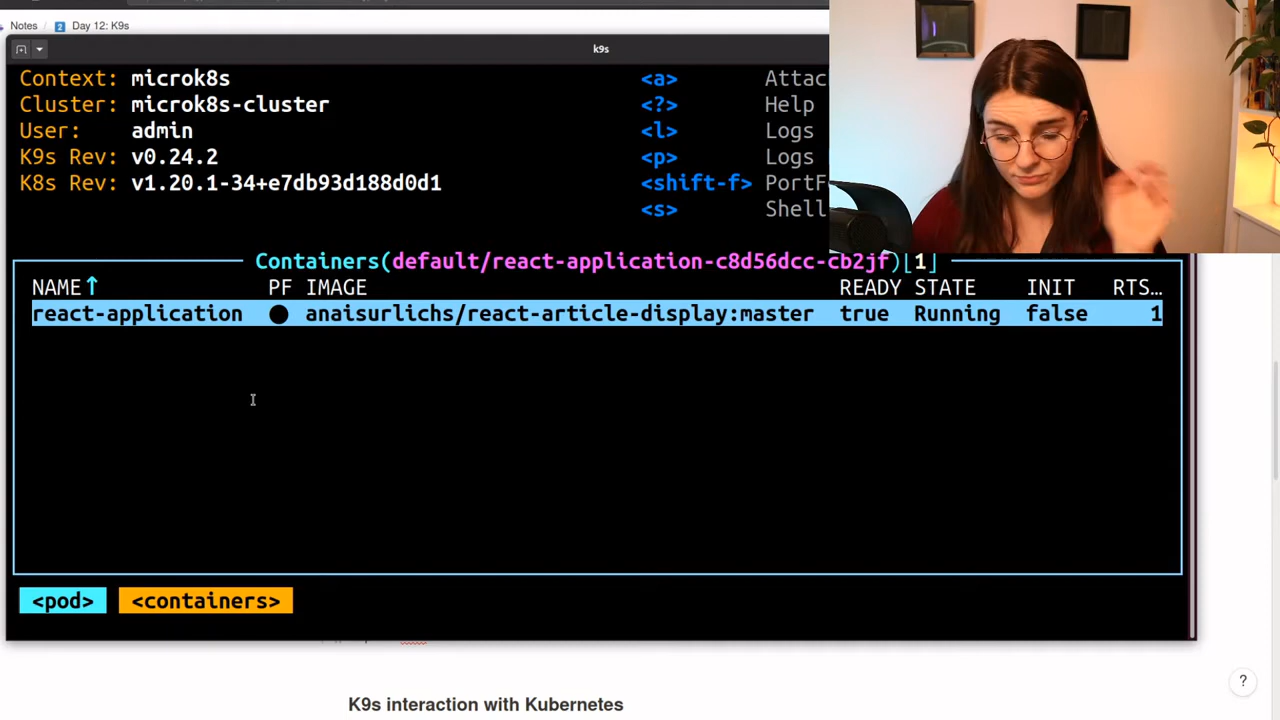 Notes / 2 Day 12: K9s
k9s
Context: microk8s <a> Attac
Cluster: microk8s-cluster <?> Help
User: admin <l> Logs
K9s Rev: v0.24.2 <p> Logs
K8s Rev: v1.20.1-34+e7db93d188d0d1 <shift-f> PortF
<s> Shell
Containers(default/react-application-c8d56dcc-cb2jf)[1]
NAME↑ PF IMAGE READY STATE INIT RTS…
react-application ● anaisurlichs/react-article-display:master true Running false 1
<pod> <containers>
K9s interaction with Kubernetes
?